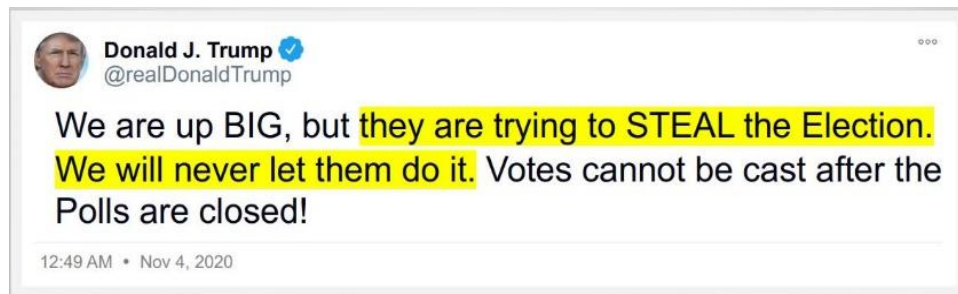 Donald J. Trump
@realDonaldTrump
We are up BIG, but they are trying to STEAL the Election.
We will never let them do it. Votes cannot be cast after the
Polls are closed!
12:49 AM • Nov 4, 2020